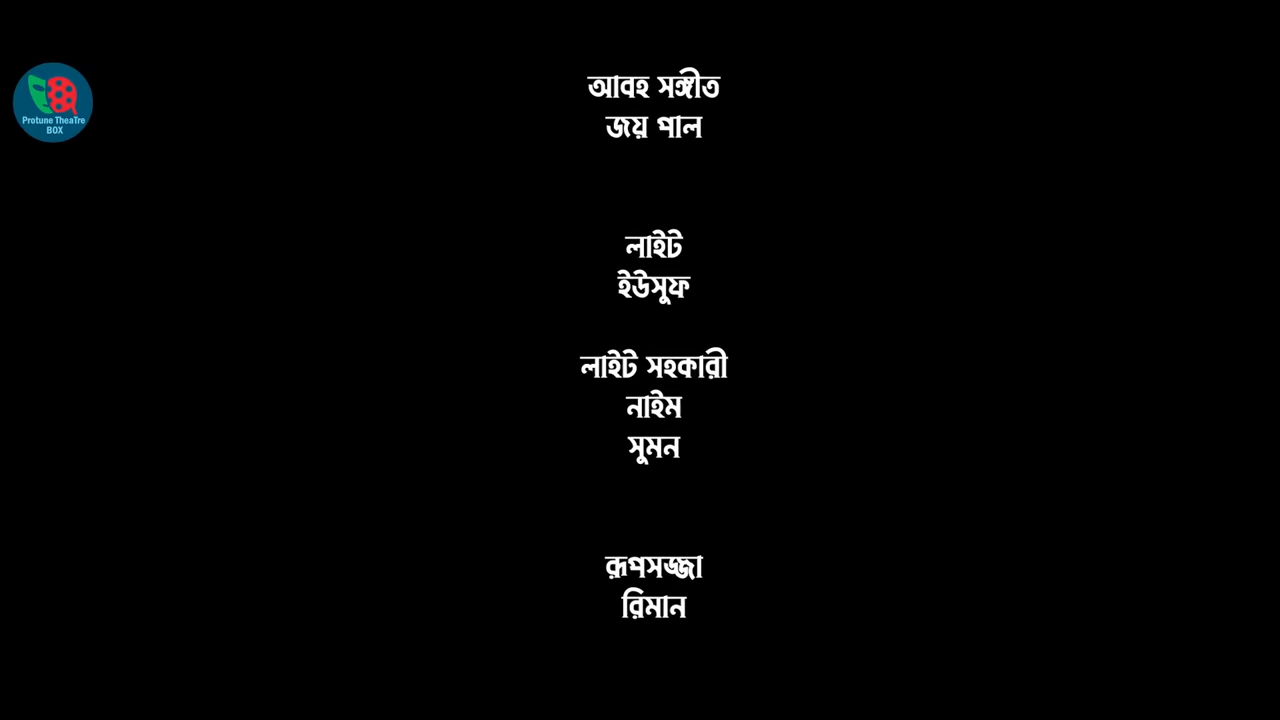 Protune TheaTre
BOX
আবহ সঙ্গীত
জয় পাল
লাইট
ইউসুফ
লাইট সহকারী
নাইম
সুমন
রূপসজ্জা
রিমান